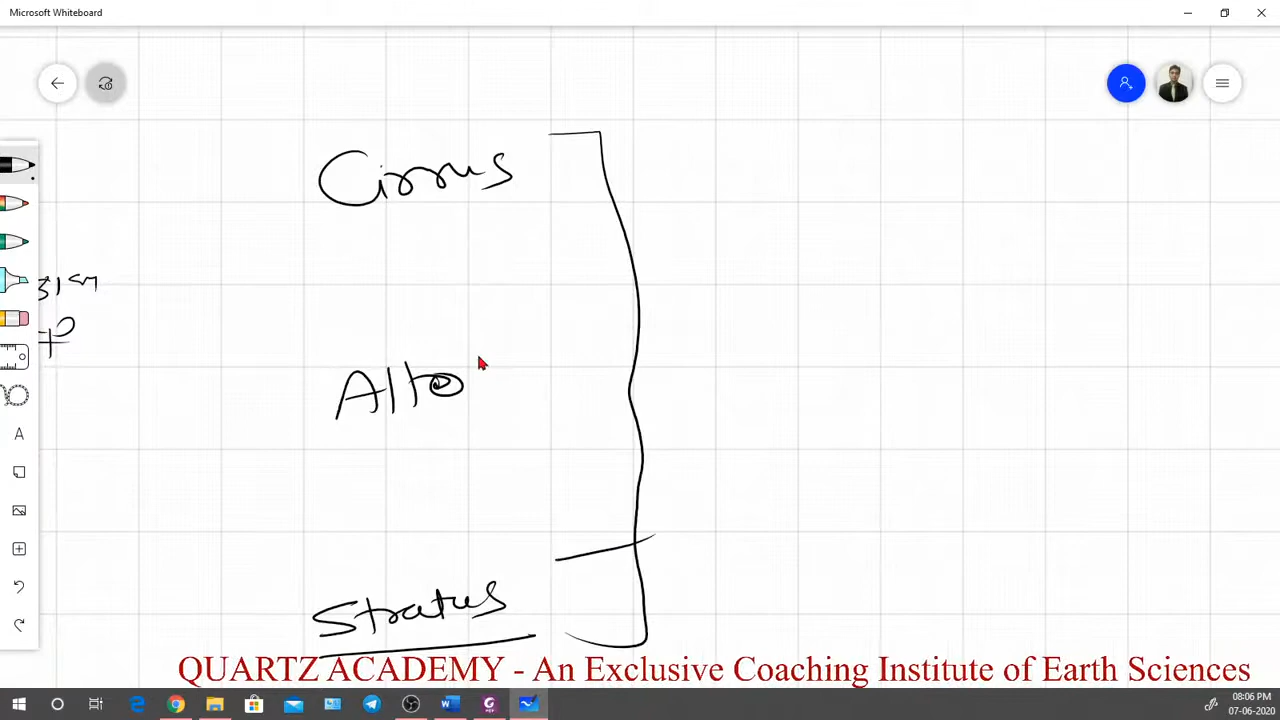 Microsoft Whiteboard
Cirrus
Alto
Stratus
A
QUARTZ ACADEMY - An Exclusive Coaching Institute of Earth Sciences
08:06 PM
07-06-2020